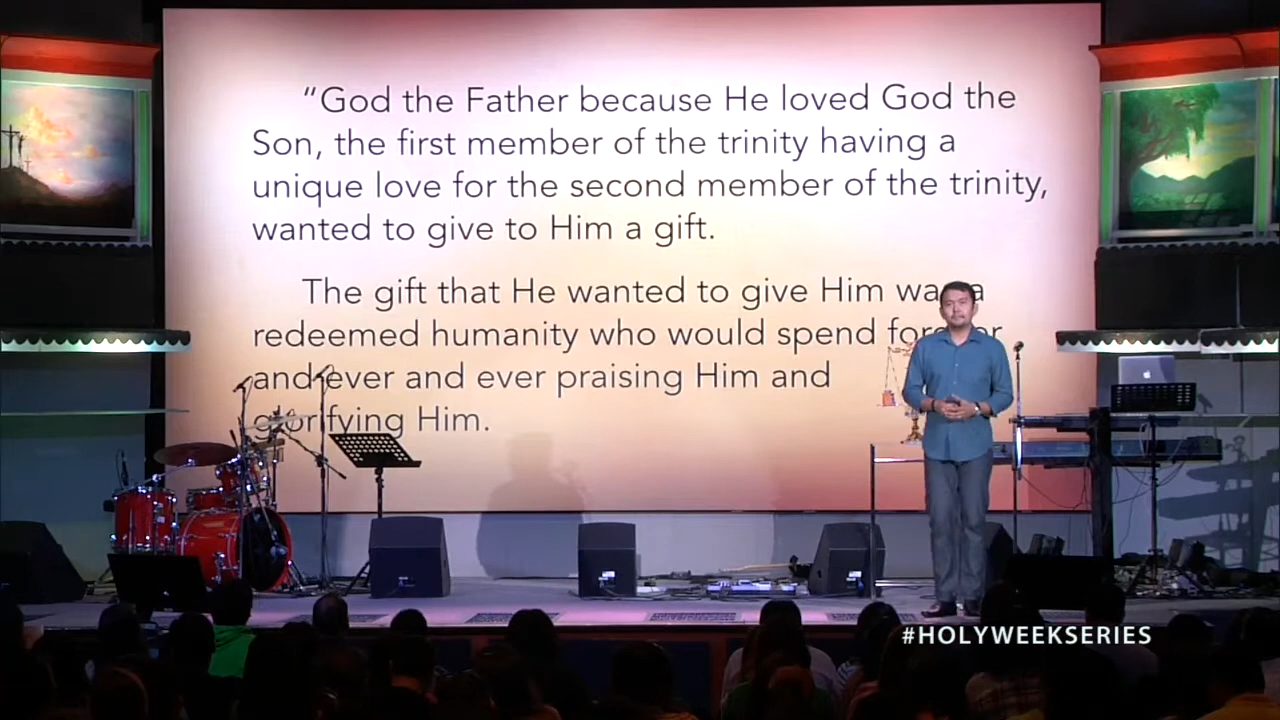 “God the Father because He loved God the
Son, the first member of the trinity having a
unique love for the second member of the trinity,
wanted to give to Him a gift.
The gift that He wanted to give Him was a
redeemed humanity who would spend forever
and ever and ever praising Him and
glorifying Him.
#HOLYWEEKSERIES